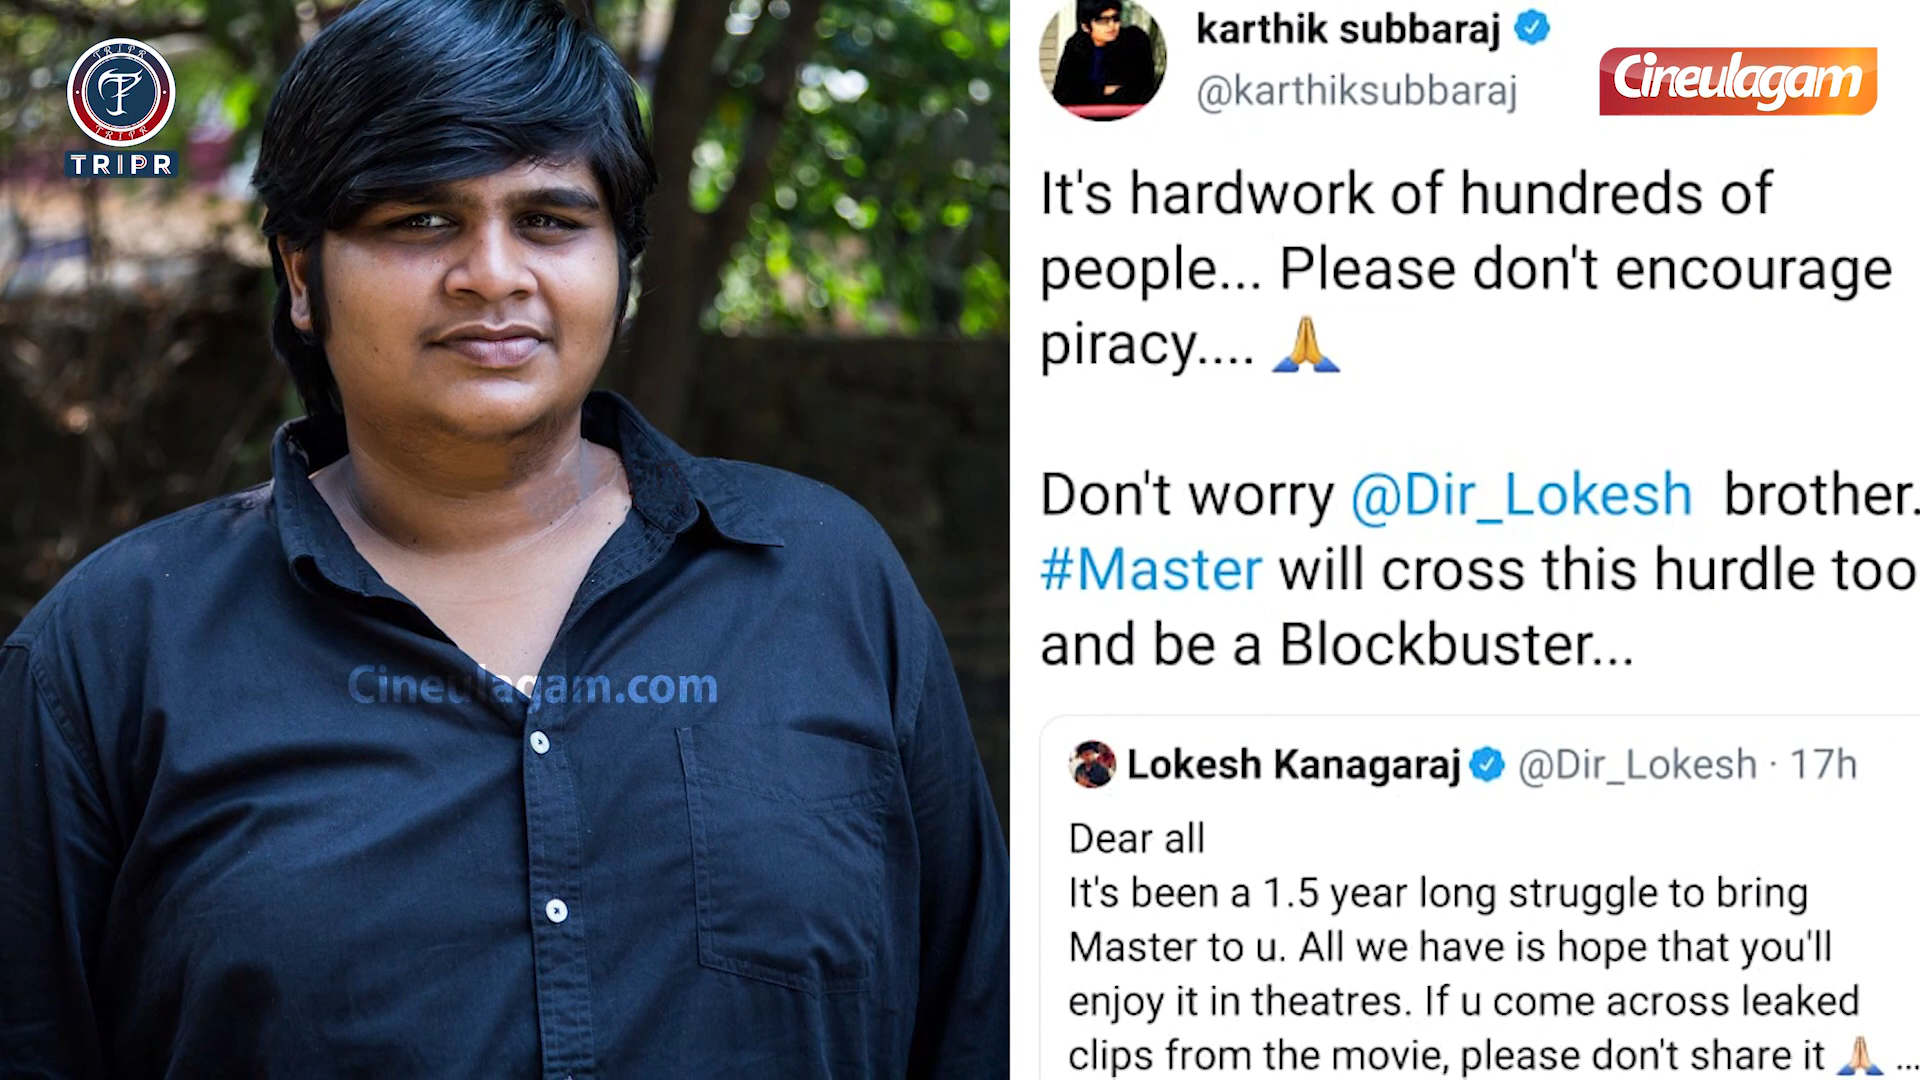 TRIPR
TRIPR
TRIPR
Cineulagam.com
karthik subbaraj
@karthiksubbaraj
Cineulagam
It's hardwork of hundreds of
people... Please don't encourage
piracy.... 🙏
Don't worry @Dir_Lokesh brother.
#Master will cross this hurdle too
and be a Blockbuster...
Lokesh Kanagaraj @Dir_Lokesh · 17h
Dear all
It's been a 1.5 year long struggle to bring
Master to u. All we have is hope that you'll
enjoy it in theatres. If u come across leaked
clips from the movie, please don't share it 🙏 ...